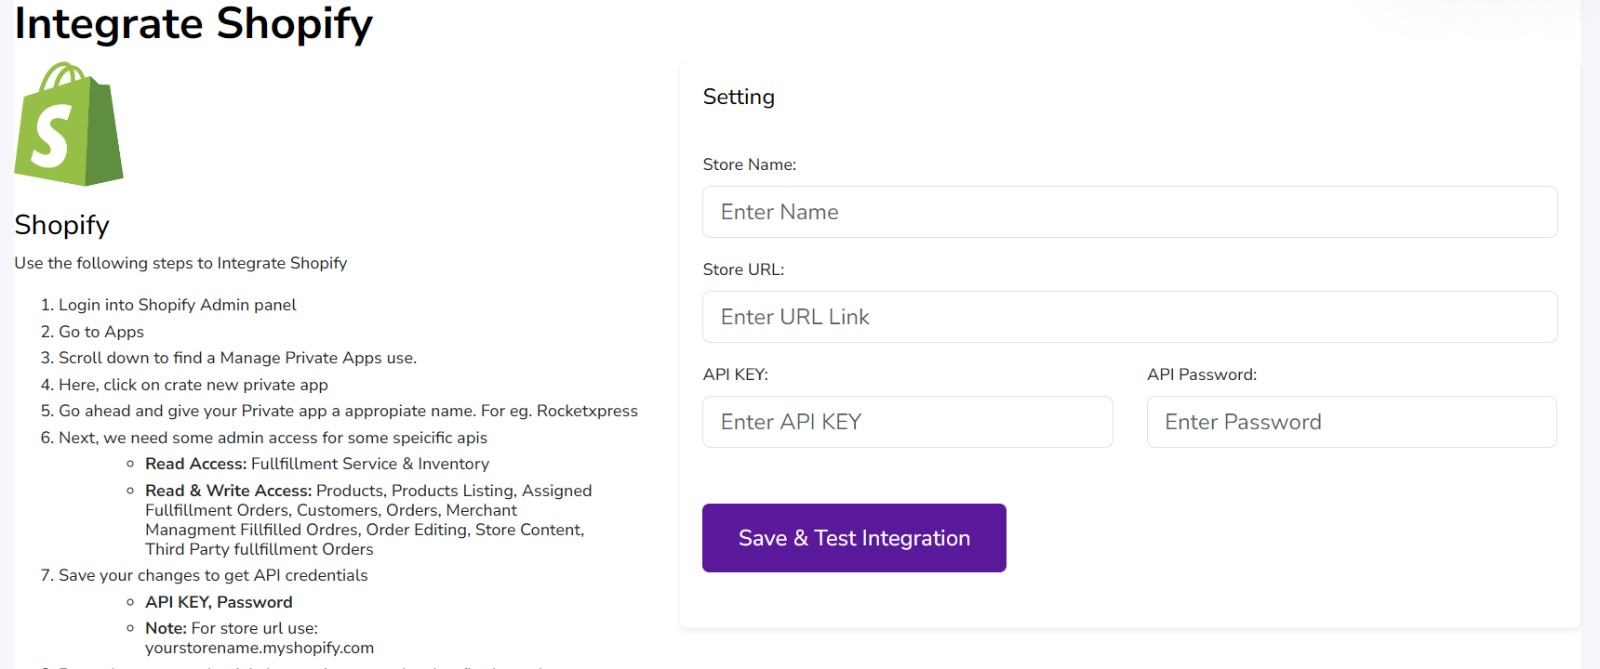 Integrate Shopify
S
Shopify
Use the following steps to Integrate Shopify
1. Login into Shopify Admin panel
2. Go to Apps
3. Scroll down to find a Manage Private Apps use.
4. Here, click on crate new private app
5. Go ahead and give your Private app a appropiate name. For eg. Rocketxpress
6. Next, we need some admin access for some speicific apis
Read Access: Fullfillment Service & Inventory
Read & Write Access: Products, Products Listing, Assigned
Fullfillment Orders, Customers, Orders, Merchant
Managment Fillfilled Ordres, Order Editing, Store Content,
Third Party fullfillment Orders
7. Save your changes to get API credentials
API KEY, Password
Note: For store url use:
yourstorename.myshopify.com
Setting
Store Name:
Enter Name
Store URL:
Enter URL Link
API KEY:
Enter API KEY
API Password:
Enter Password
Save & Test Integration